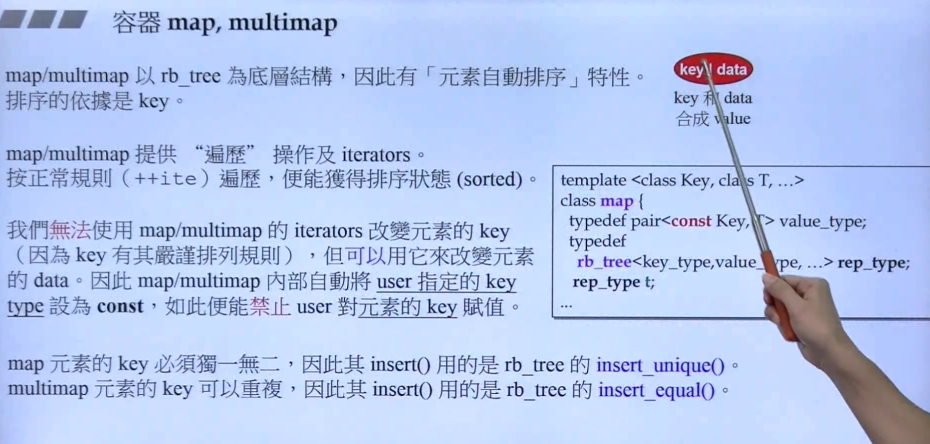 容器 map, multimap
map/multimap 以 rb_tree 為底層結構，因此有「元素自動排序」特性。
排序的依據是 key。
key data
key 和 data
合成 value
map/multimap 提供 “遍歷” 操作及 iterators。
按正常規則（++ite）遍歷，便能獲得排序狀態 (sorted)。
我們無法使用 map/multimap 的 iterators 改變元素的 key
（因為 key 有其嚴謹排列規則），但可以用它來改變元素
的 data。因此 map/multimap 內部自動將 user 指定的 key
type 設為 const，如此便能禁止 user 對元素的 key 賦值。
template <class Key, class T, …>
class map {
typedef pair<const Key, T> value_type;
typedef
rb_tree<key_type,value_type, …> rep_type;
rep_type t;
...
map 元素的 key 必須獨一無二，因此其 insert() 用的是 rb_tree 的 insert_unique()。
multimap 元素的 key 可以重複，因此其 insert() 用的是 rb_tree 的 insert_equal()。